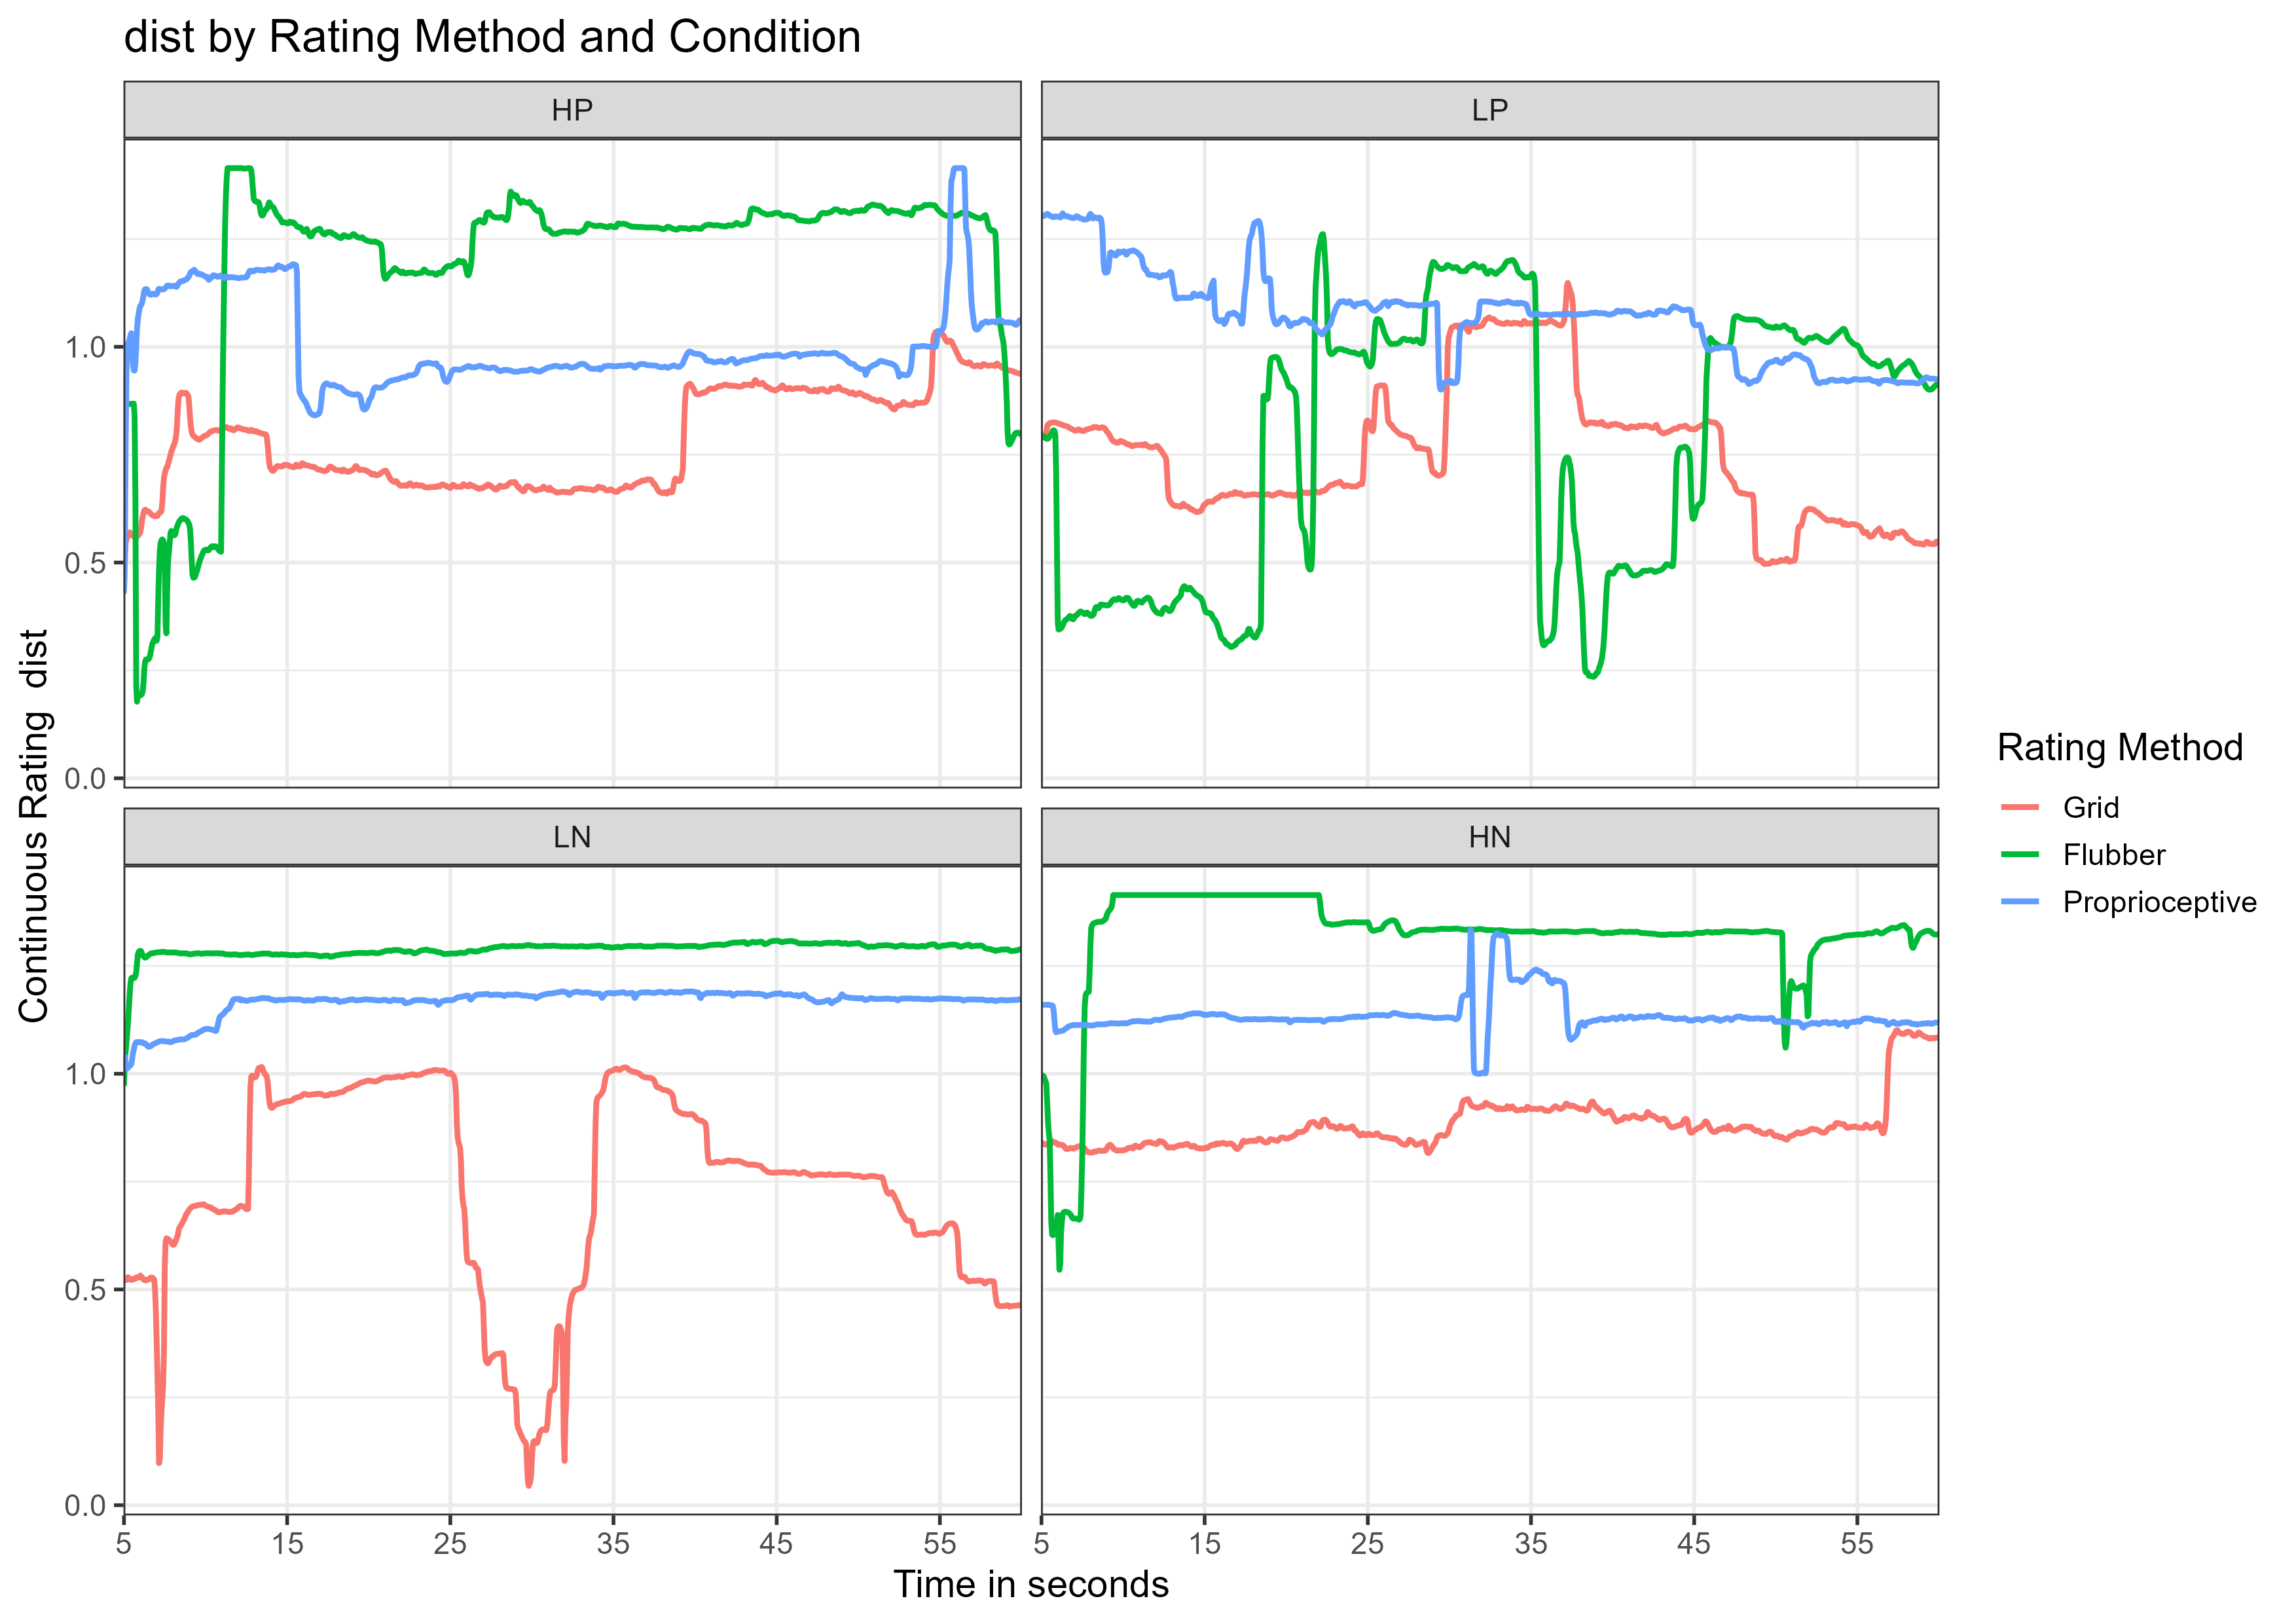 dist by Rating Method and Condition
HP
LP
1.0
0.5
0.0
LN
HN
1.0
0.5
0.0
5 15 25 35 45 55
5 15 25 35 45 55
Time in seconds
Continuous Rating dist
Rating Method
Grid
Flubber
Proprioceptive